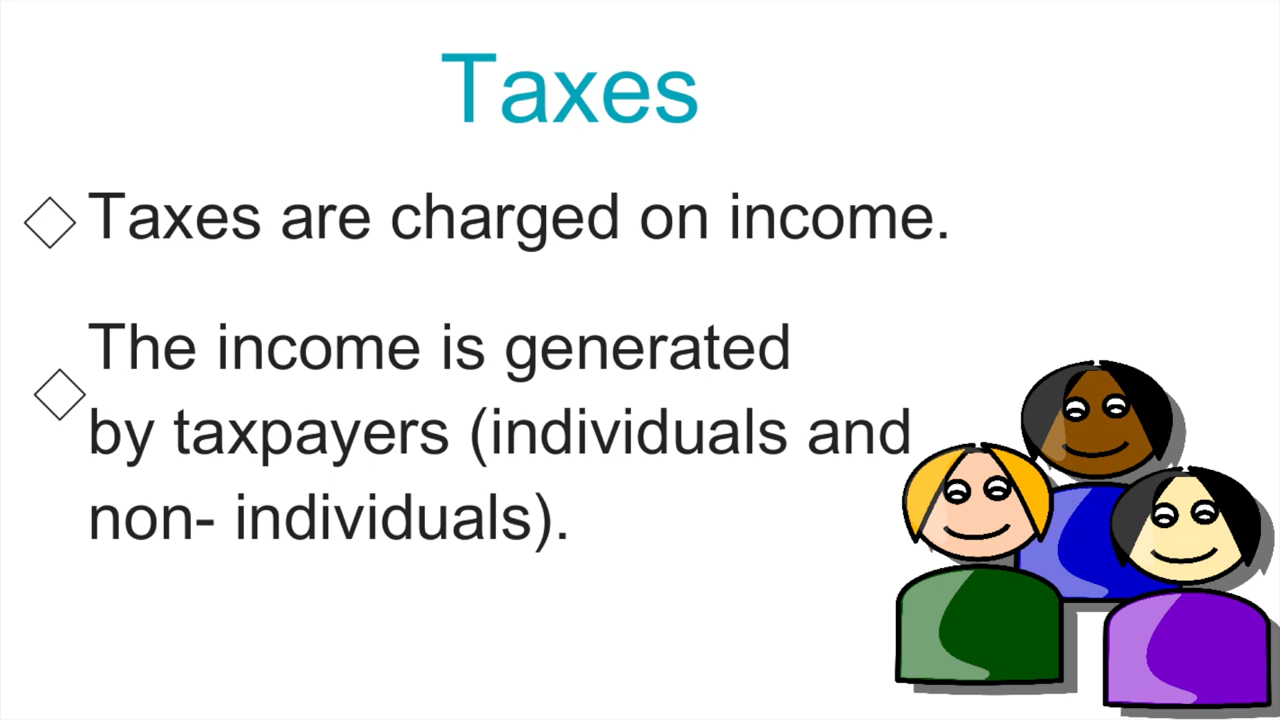 Taxes
Taxes are charged on income.
The income is generated
by taxpayers (individuals and
non- individuals).